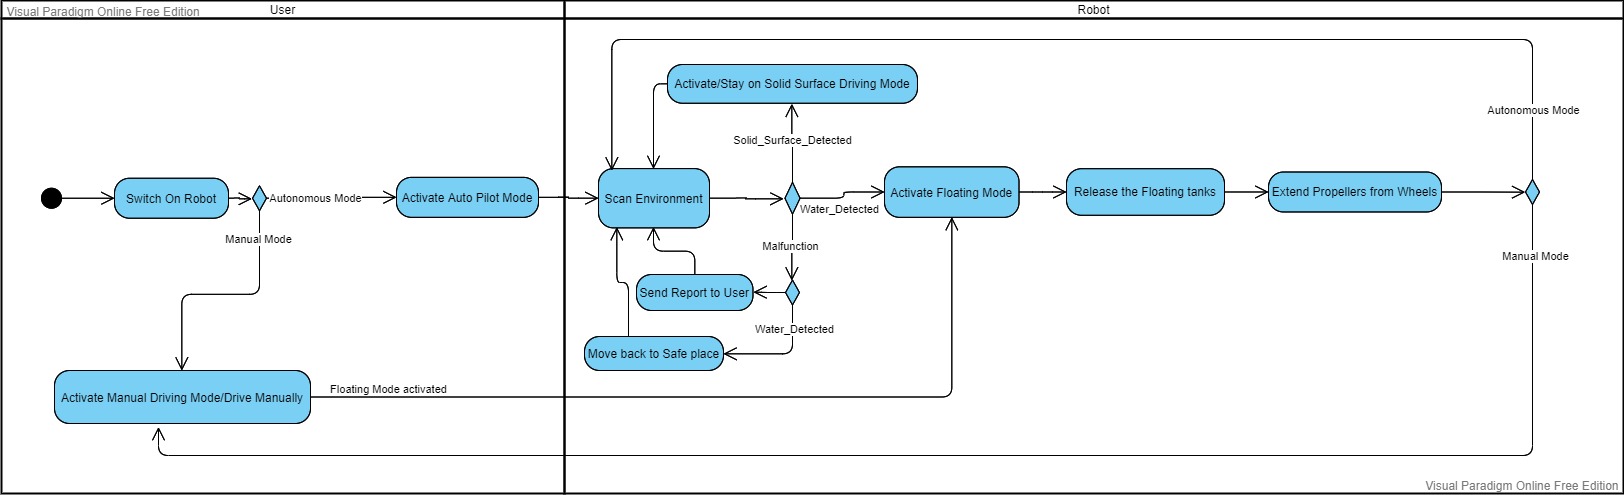 Visual Paradigm Online Free Edition
User
Robot
Activate/Stay on Solid Surface Driving Mode
Autonomous Mode
Solid_Surface_Detected
Switch On Robot
Autonomous Mode
Activate Auto Pilot Mode
Scan Environment
Water_Detected
Activate Floating Mode
Release the Floating tanks
Extend Propellers from Wheels
Manual Mode
Malfunction
Manual Mode
Send Report to User
Water_Detected
Move back to Safe place
Activate Manual Driving Mode/Drive Manually
Floating Mode activated
Visual Paradigm Online Free Edition